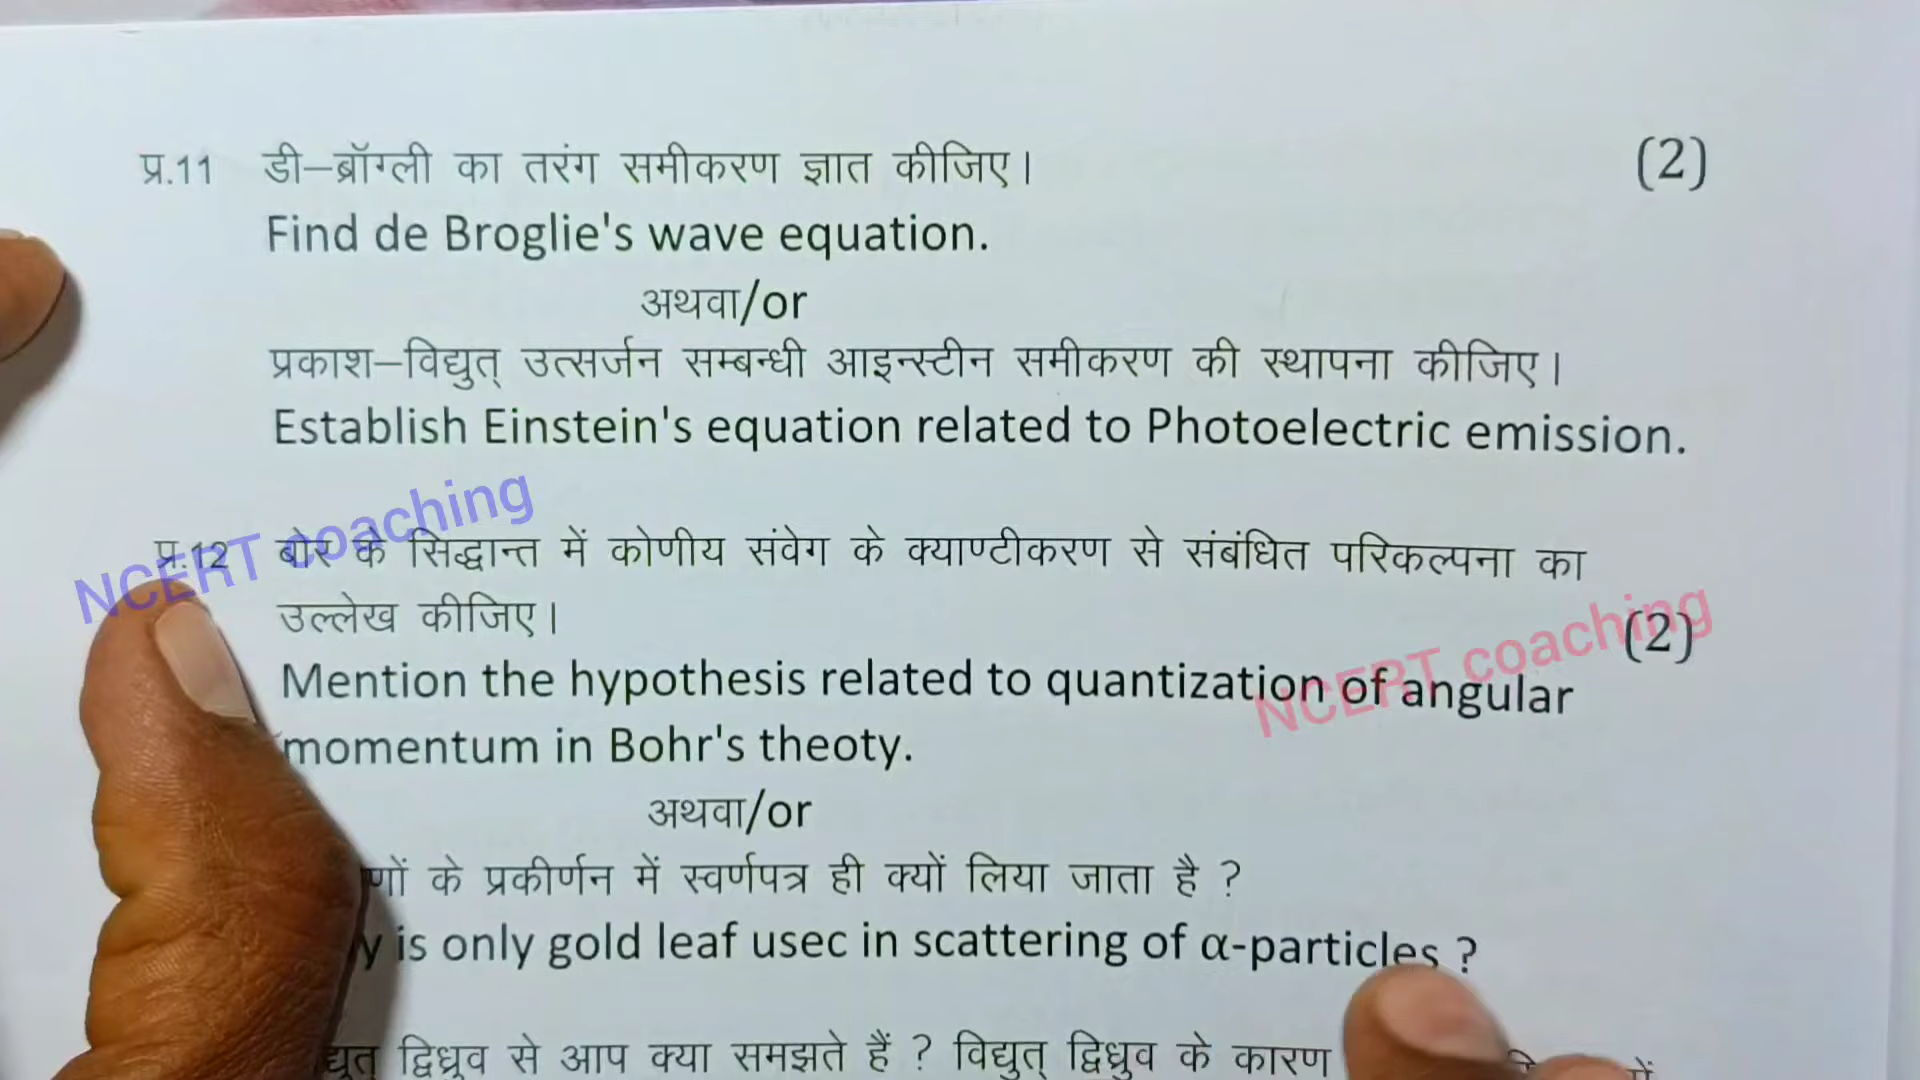 प्र.11 डी–ब्रॉग्ली का तरंग समीकरण ज्ञात कीजिए। (2)
Find de Broglie's wave equation.
अथवा/or
प्रकाश–विद्युत् उत्सर्जन सम्बन्धी आइन्स्टीन समीकरण की स्थापना कीजिए।
Establish Einstein's equation related to Photoelectric emission.
NCERT coaching
प्र.12 बोर के सिद्धान्त में कोणीय संवेग के क्वाण्टीकरण से संबंधित परिकल्पना का
उल्लेख कीजिए। (2)
NCERT coaching
Mention the hypothesis related to quantization of angular
momentum in Bohr's theoty.
अथवा/or
के प्रकीर्णन में स्वर्णपत्र ही क्यों लिया जाता है ?
is only gold leaf usec in scattering of α-particles ?
द्विध्रुव से आप क्या समझते हैं ? विद्युत् द्विध्रुव के कारण